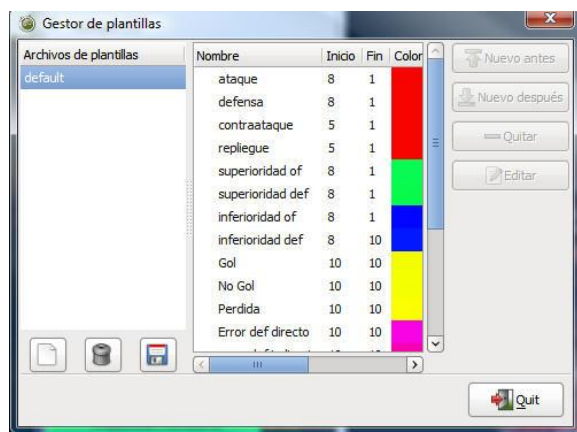 Gestor de plantillas
Archivos de plantillas
default
Nombre Inicio Fin Color
ataque 8 1
defensa 8 1
contraataque 5 1
repliegue 5 1
superioridad of 8 1
superioridad def 8 1
inferioridad of 8 1
inferioridad def 8 10
Gol 10 10
No Gol 10 10
Perdida 10 10
Error def directo 10 10
Nuevo antes
Nuevo después
Quitar
Editar
Quit